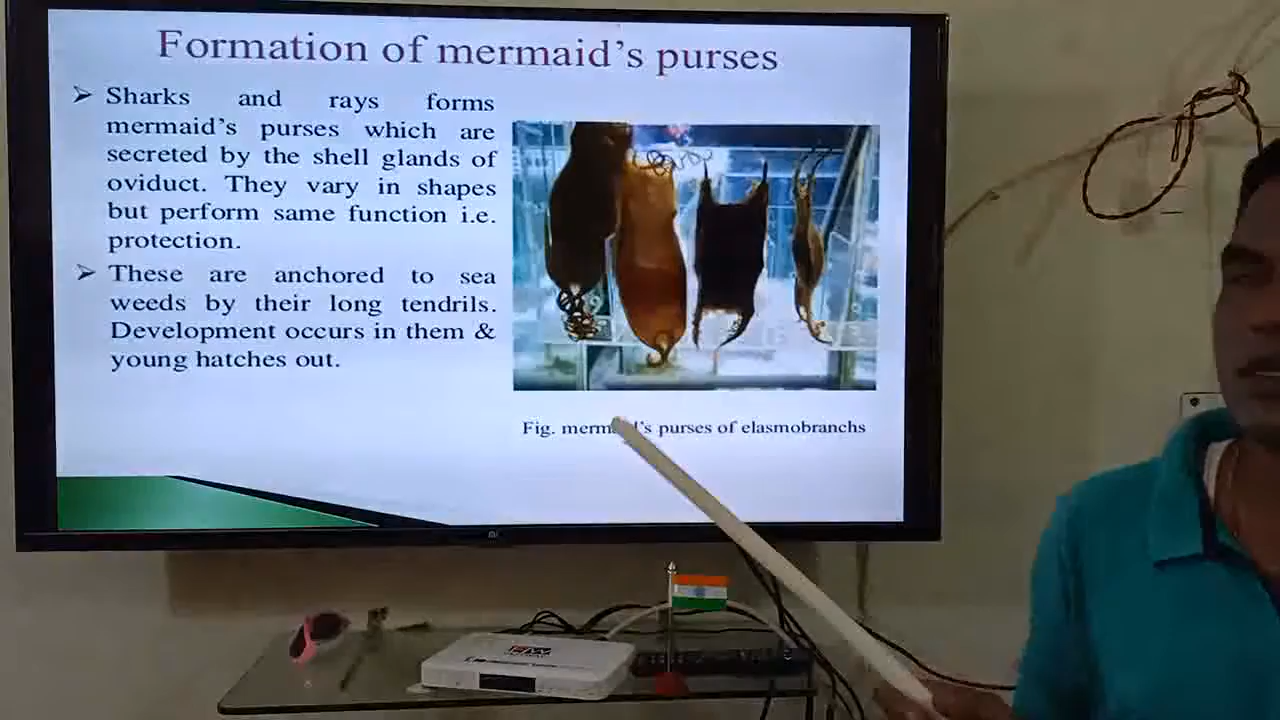 Formation of mermaid's purses
➢ Sharks and rays forms
mermaid's purses which are
secreted by the shell glands of
oviduct. They vary in shapes
but perform same function i.e.
protection.
➢ These are anchored to sea
weeds by their long tendrils.
Development occurs in them &
young hatches out.
Fig. mermaid's purses of elasmobranchs
mi